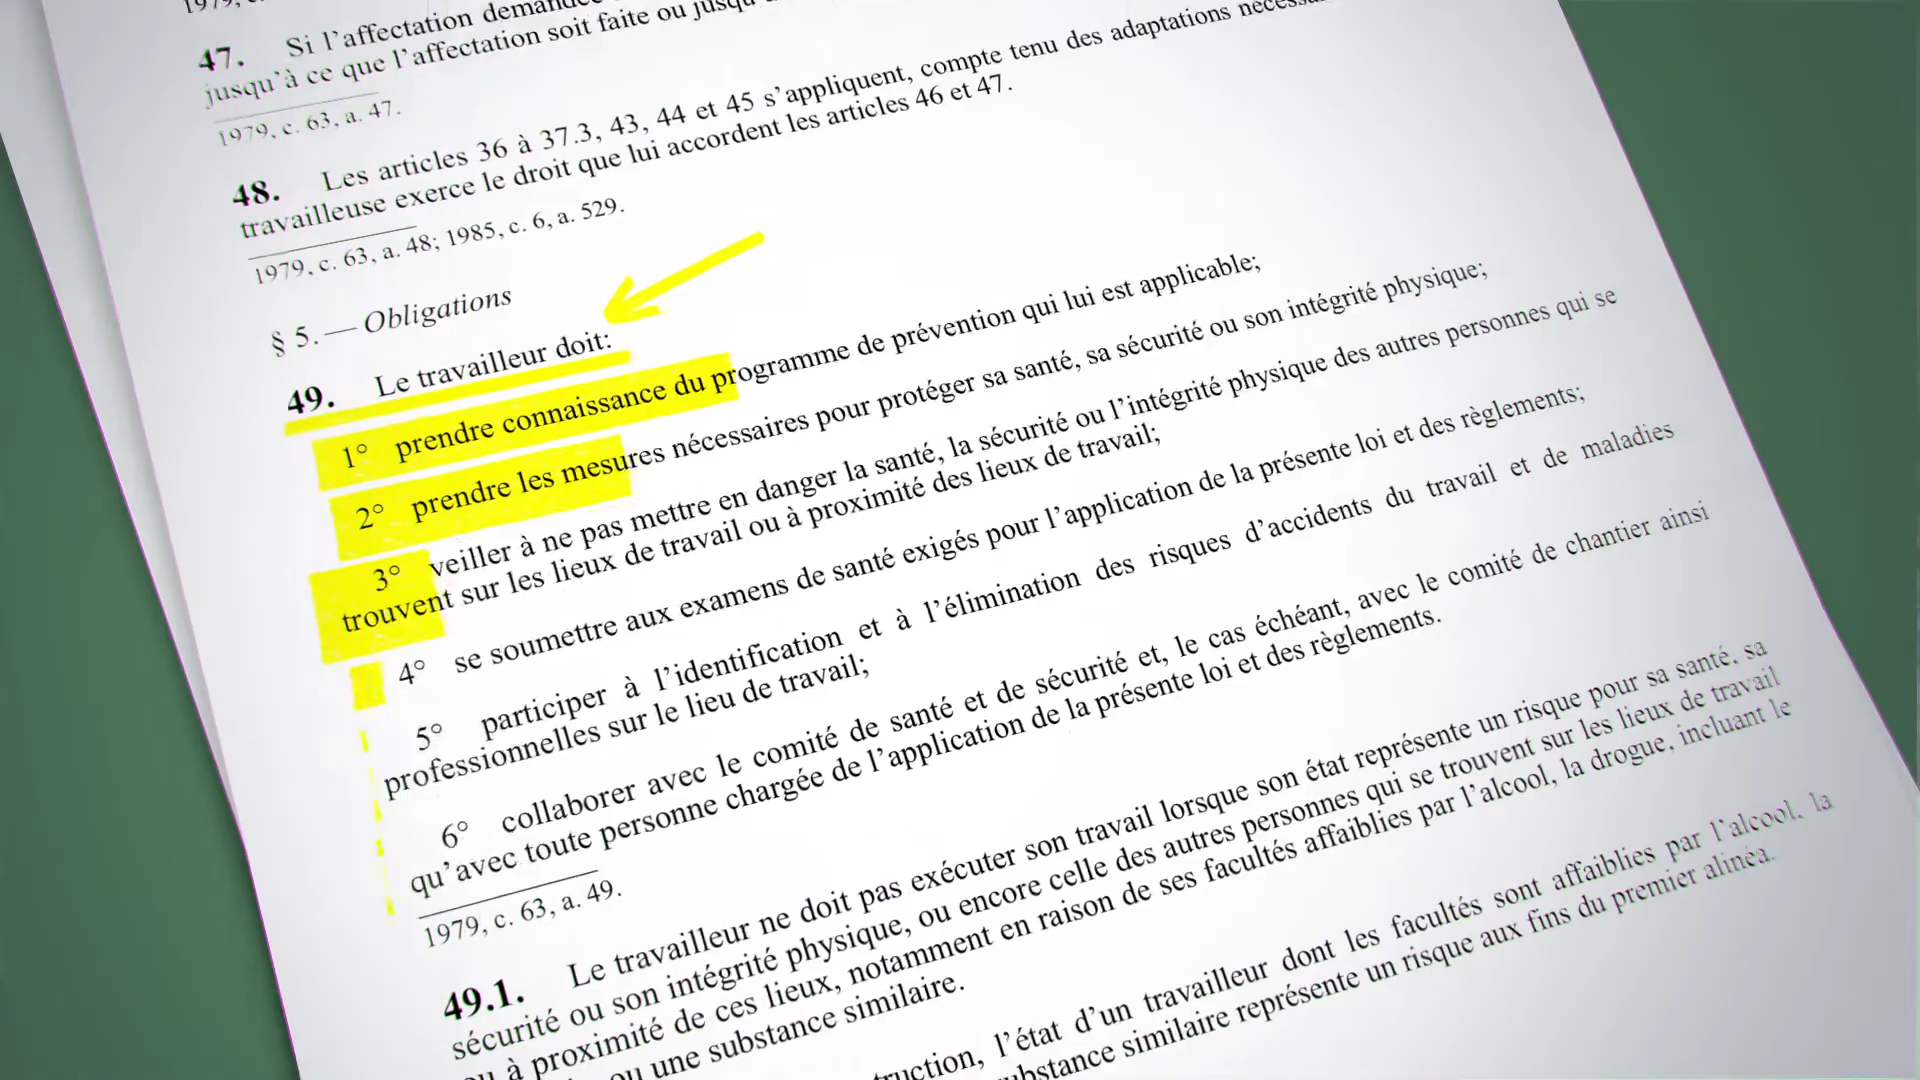 47. Si l'affectation
jusqu'à ce que l'affectation soit faite ou jusqu'
1979, c. 63, a. 47.
48. Les articles 36 à 37.3, 43, 44 et 45 s'appliquent, compte tenu des adaptations
travailleuse exerce le droit que lui accordent les articles 46 et 47.
1979, c. 63, a. 48; 1985, c. 6, a. 529.
§ 5. — Obligations
49. Le travailleur doit:
1° prendre connaissance du programme de prévention qui lui est applicable;
2° prendre les mesures nécessaires pour protéger sa santé, sa sécurité ou son intégrité physique;
3° veiller à ne pas mettre en danger la santé, la sécurité ou l'intégrité physique des autres personnes qui se
trouvent sur les lieux de travail ou à proximité des lieux de travail;
4° se soumettre aux examens de santé exigés pour l'application de la présente loi et des règlements;
5° participer à l'identification et à l'élimination des risques d'accidents du travail et de maladies
professionnelles sur le lieu de travail;
6° collaborer avec le comité de santé et de sécurité et, le cas échéant, avec le comité de chantier ainsi
qu'avec toute personne chargée de l'application de la présente loi et des règlements.
1979, c. 63, a. 49.
49.1. Le travailleur ne doit pas exécuter son travail lorsque son état représente un risque pour sa santé, sa
sécurité ou son intégrité physique, ou encore celle des autres personnes qui se trouvent sur les lieux de travail
ou à proximité de ces lieux, notamment en raison de ses facultés affaiblies par l'alcool, la drogue, incluant le
ou une substance similaire.
l'état d'un travailleur dont les facultés sont affaiblies par l'alcool, la
similaire représente un risque aux fins du premier alinéa.